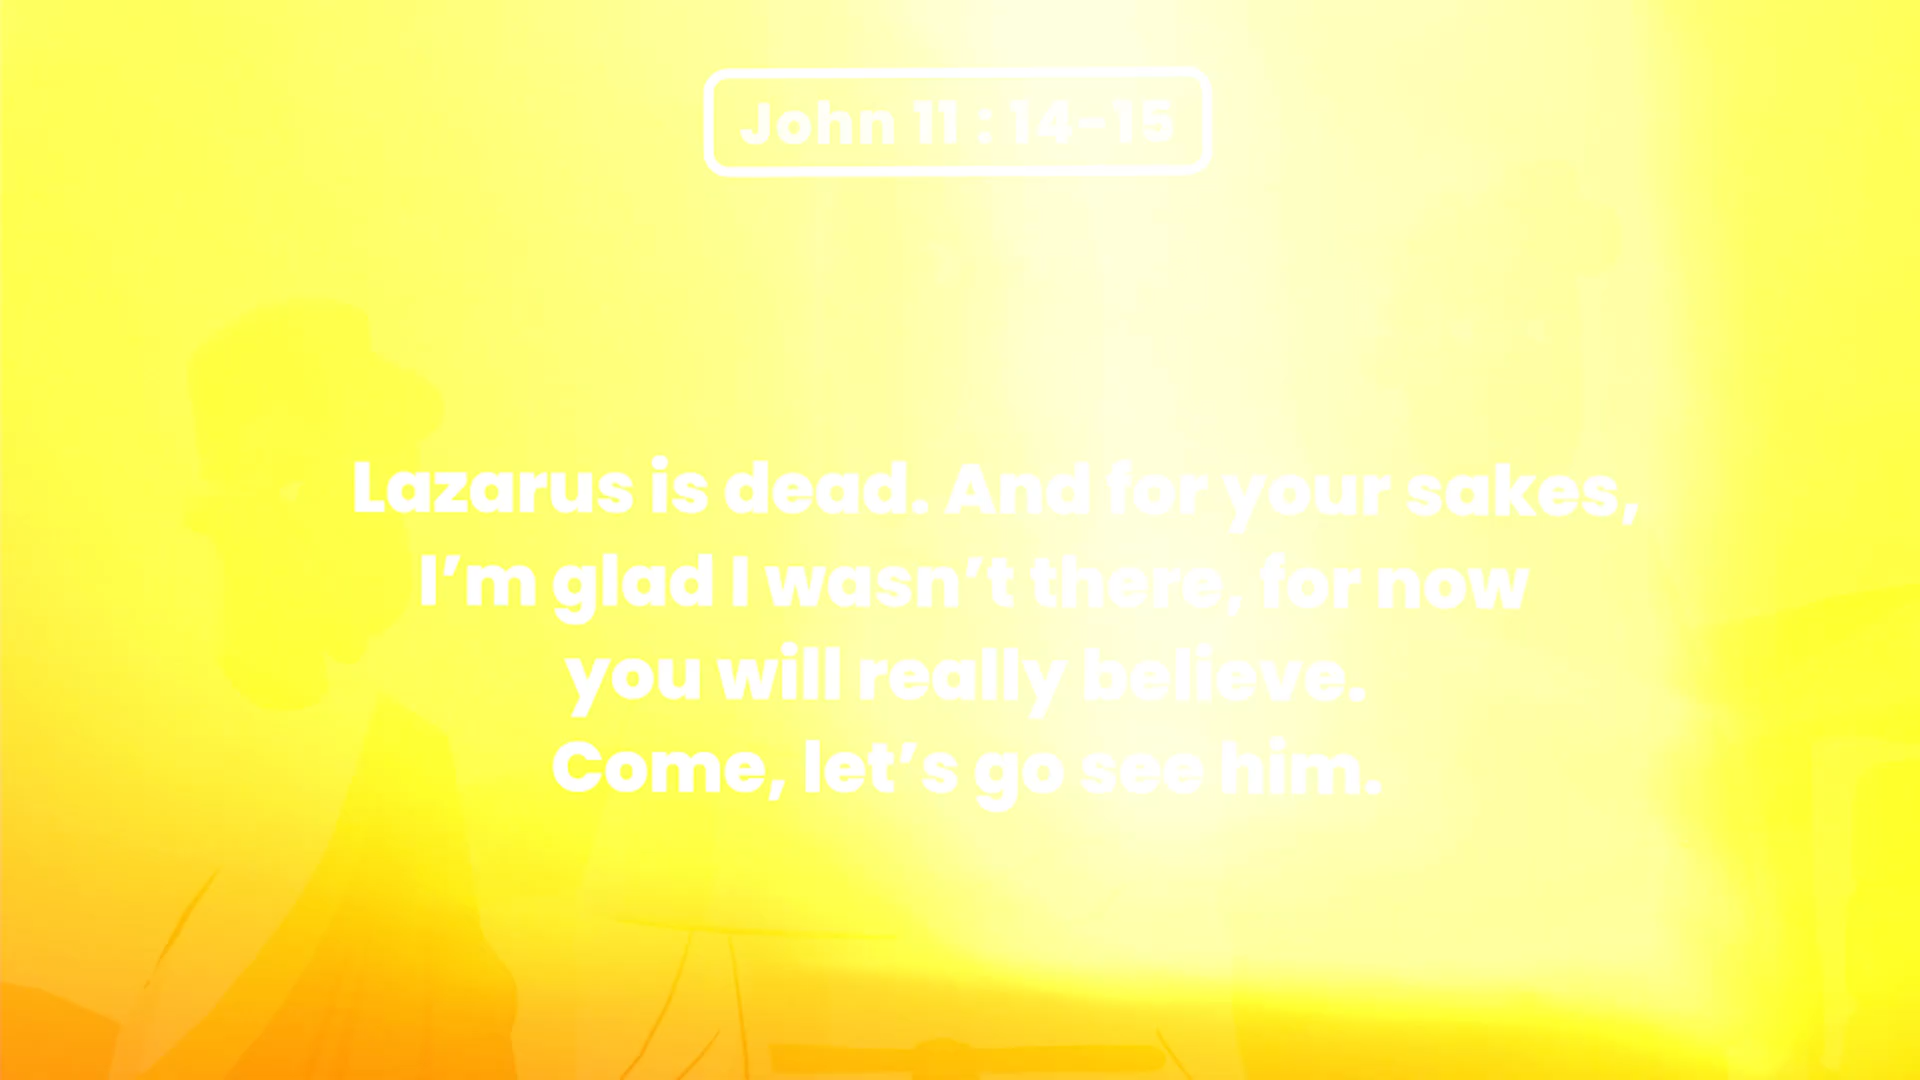 John 11 : 14-15
Lazarus is dead. And for your sakes,
I’m glad I wasn’t there, for now
you will really believe.
Come, let’s go see him.